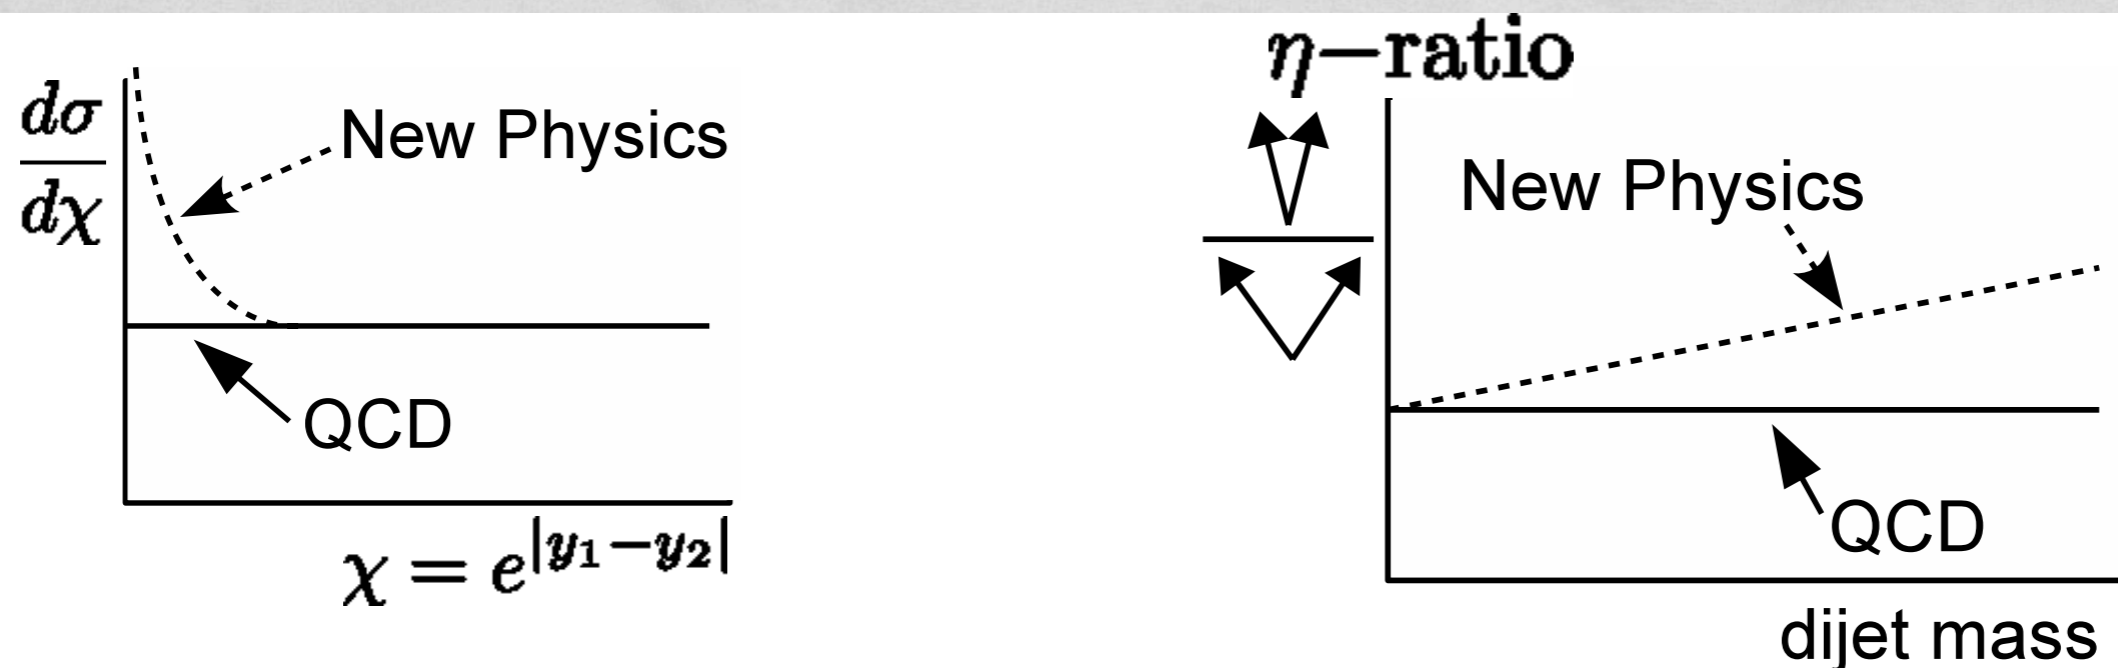 dσ
dχ
New Physics
QCD
χ = e^{|y₁−y₂|}
η−ratio
New Physics
QCD
dijet mass